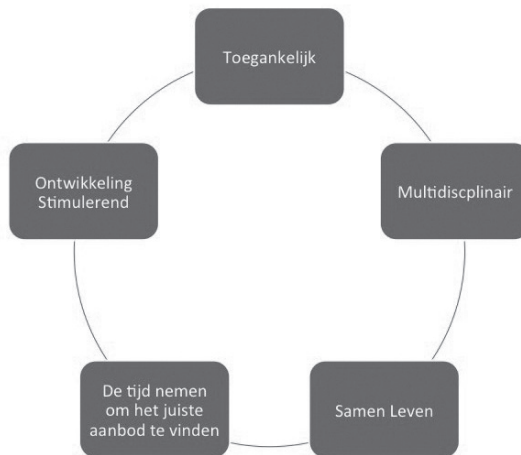 Toegankelijk
Multidiscplinair
Samen Leven
De tijd nemen
om het juiste
aanbod te vinden
Ontwikkeling
Stimulerend